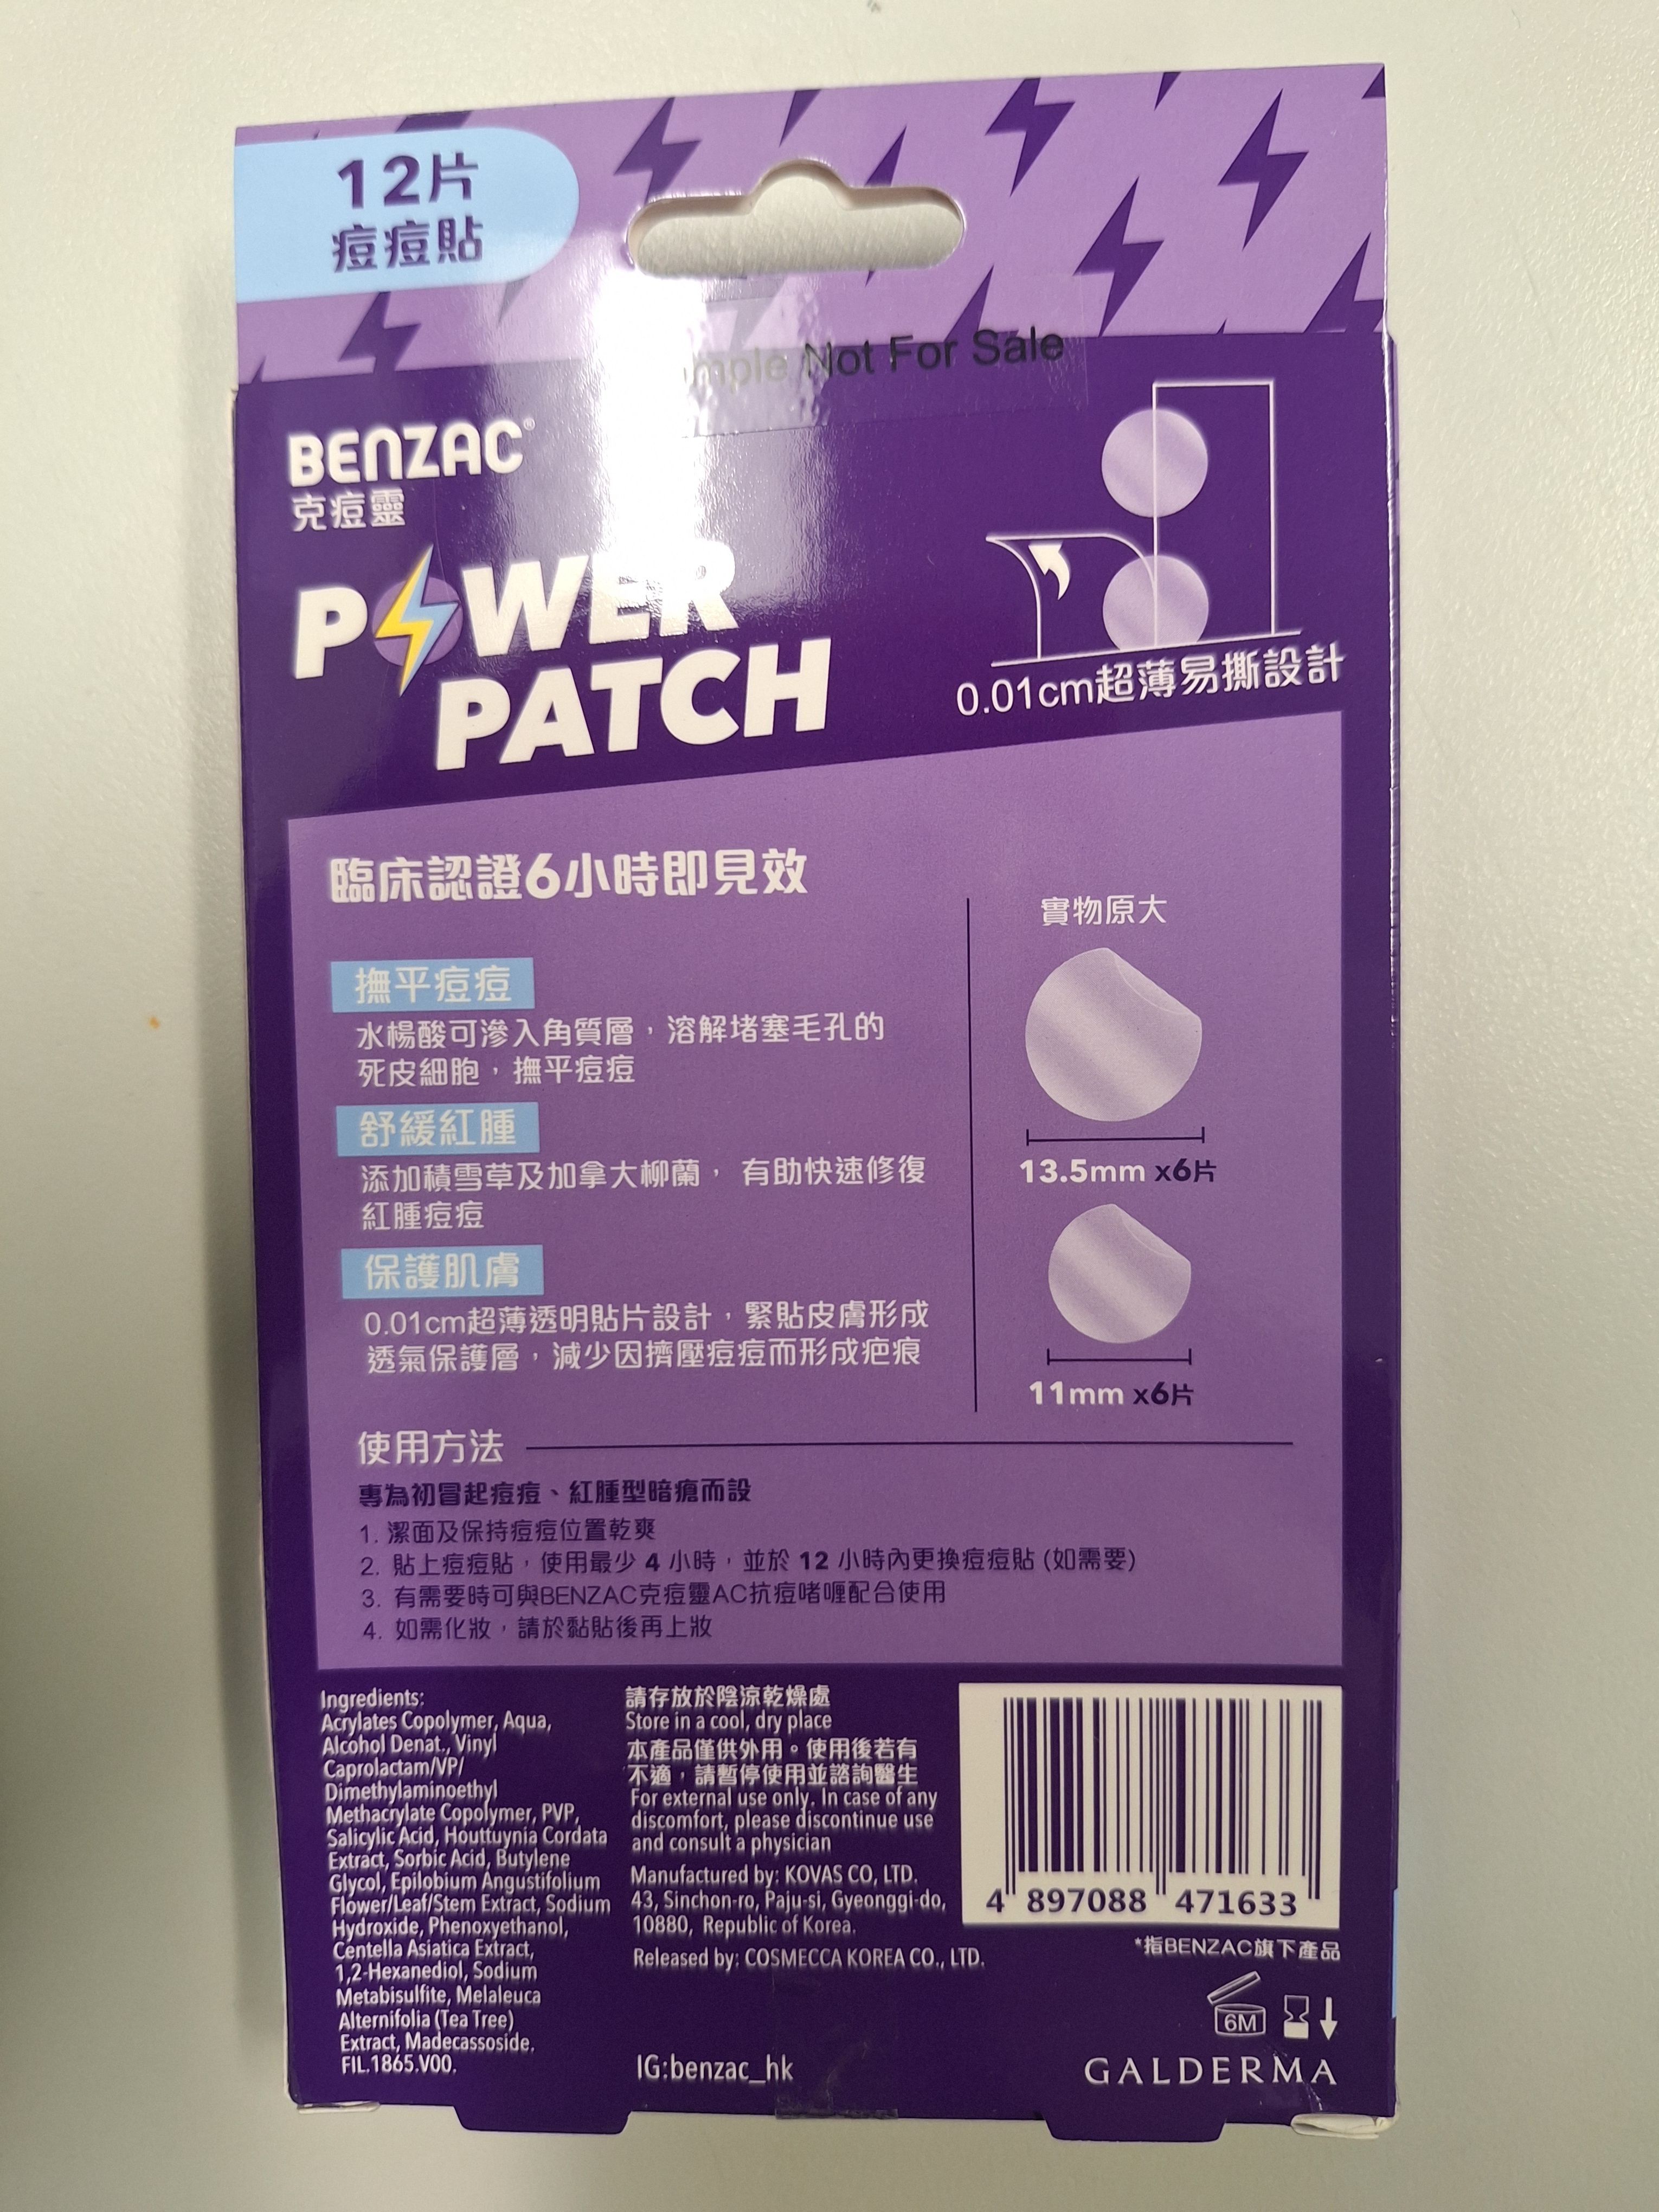 12片
痘痘貼
Not For Sale
BENZAC®
克痘靈
POWER
PATCH
0.01cm超薄易撕設計
臨床認證6小時即見效
實物原大
撫平痘痘
水楊酸可滲入角質層，溶解堵塞毛孔的
死皮細胞，撫平痘痘
舒緩紅腫
添加積雪草及加拿大柳蘭， 有助快速修復
紅腫痘痘
保護肌膚
0.01cm超薄透明貼片設計，緊貼皮膚形成
透氣保護層，減少因擠壓痘痘而形成疤痕
13.5mm x6片
11mm x6片
使用方法
專為初冒起痘痘、紅腫型暗瘡而設
1. 潔面及保持痘痘位置乾爽
2. 貼上痘痘貼，使用最少 4 小時，並於 12 小時內更換痘痘貼 (如需要)
3. 有需要時可與BENZAC克痘靈AC抗痘啫喱配合使用
4. 如需化妝，請於黏貼後再上妝
Ingredients:
Acrylates Copolymer, Aqua,
Alcohol Denat., Vinyl
Caprolactam/VP/
Dimethylaminoethyl
Methacrylate Copolymer, PVP,
Salicylic Acid, Houttuynia Cordata
Extract, Sorbic Acid, Butylene
Glycol, Epilobium Angustifolium
Flower/Leaf/Stem Extract, Sodium
Hydroxide, Phenoxyethanol,
Centella Asiatica Extract,
1,2-Hexanediol, Sodium
Metabisulfite, Melaleuca
Alternifolia (Tea Tree)
Extract, Madecassoside.
FIL.1865.V00.
請存放於陰涼乾燥處
Store in a cool, dry place
本產品僅供外用。使用後若有
不適，請暫停使用並諮詢醫生
For external use only. In case of any
discomfort, please discontinue use
and consult a physician
Manufactured by: KOVAS CO, LTD.
43, Sinchon-ro, Paju-si, Gyeonggi-do,
10880, Republic of Korea.
Released by: COSMECCA KOREA CO., LTD.
IG:benzac_hk
4 897088 471633
*指BENZAC旗下產品
6M
GALDERMA